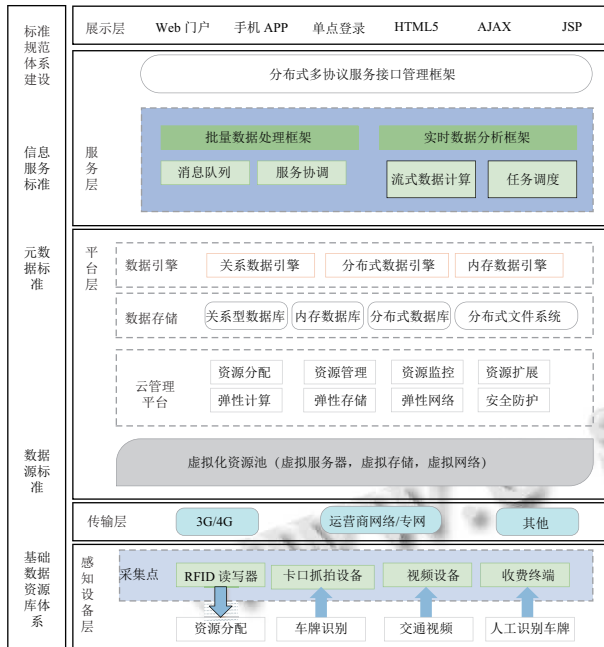 标准
规范
体系
建设
信息
服务
标准
元数
据标准
数据
源标准
基础
数据
资源
库体
系
展示层 Web 门户 手机 APP 单点登录 HTML5 AJAX JSP
服
务
层
分布式多协议服务接口管理框架
批量数据处理框架 实时数据分析框架
消息队列 服务协调 流式数据计算 任务调度
平
台
层
数据引擎 关系数据引擎 分布式数据引擎 内存数据引擎
数据存储 关系型数据库 内存数据库 分布式数据库 分布式文件系统
云管理
平台
资源分配 资源管理 资源监控 资源扩展
弹性计算 弹性存储 弹性网络 安全防护
虚拟化资源池（虚拟服务器，虚拟存储，虚拟网络）
传输层 3G/4G 运营商网络/专网 其他
感
知
设
备
层
采集点 RFID 读写器 卡口抓拍设备 视频设备 收费终端
资源分配 车牌识别 交通视频 人工识别车牌